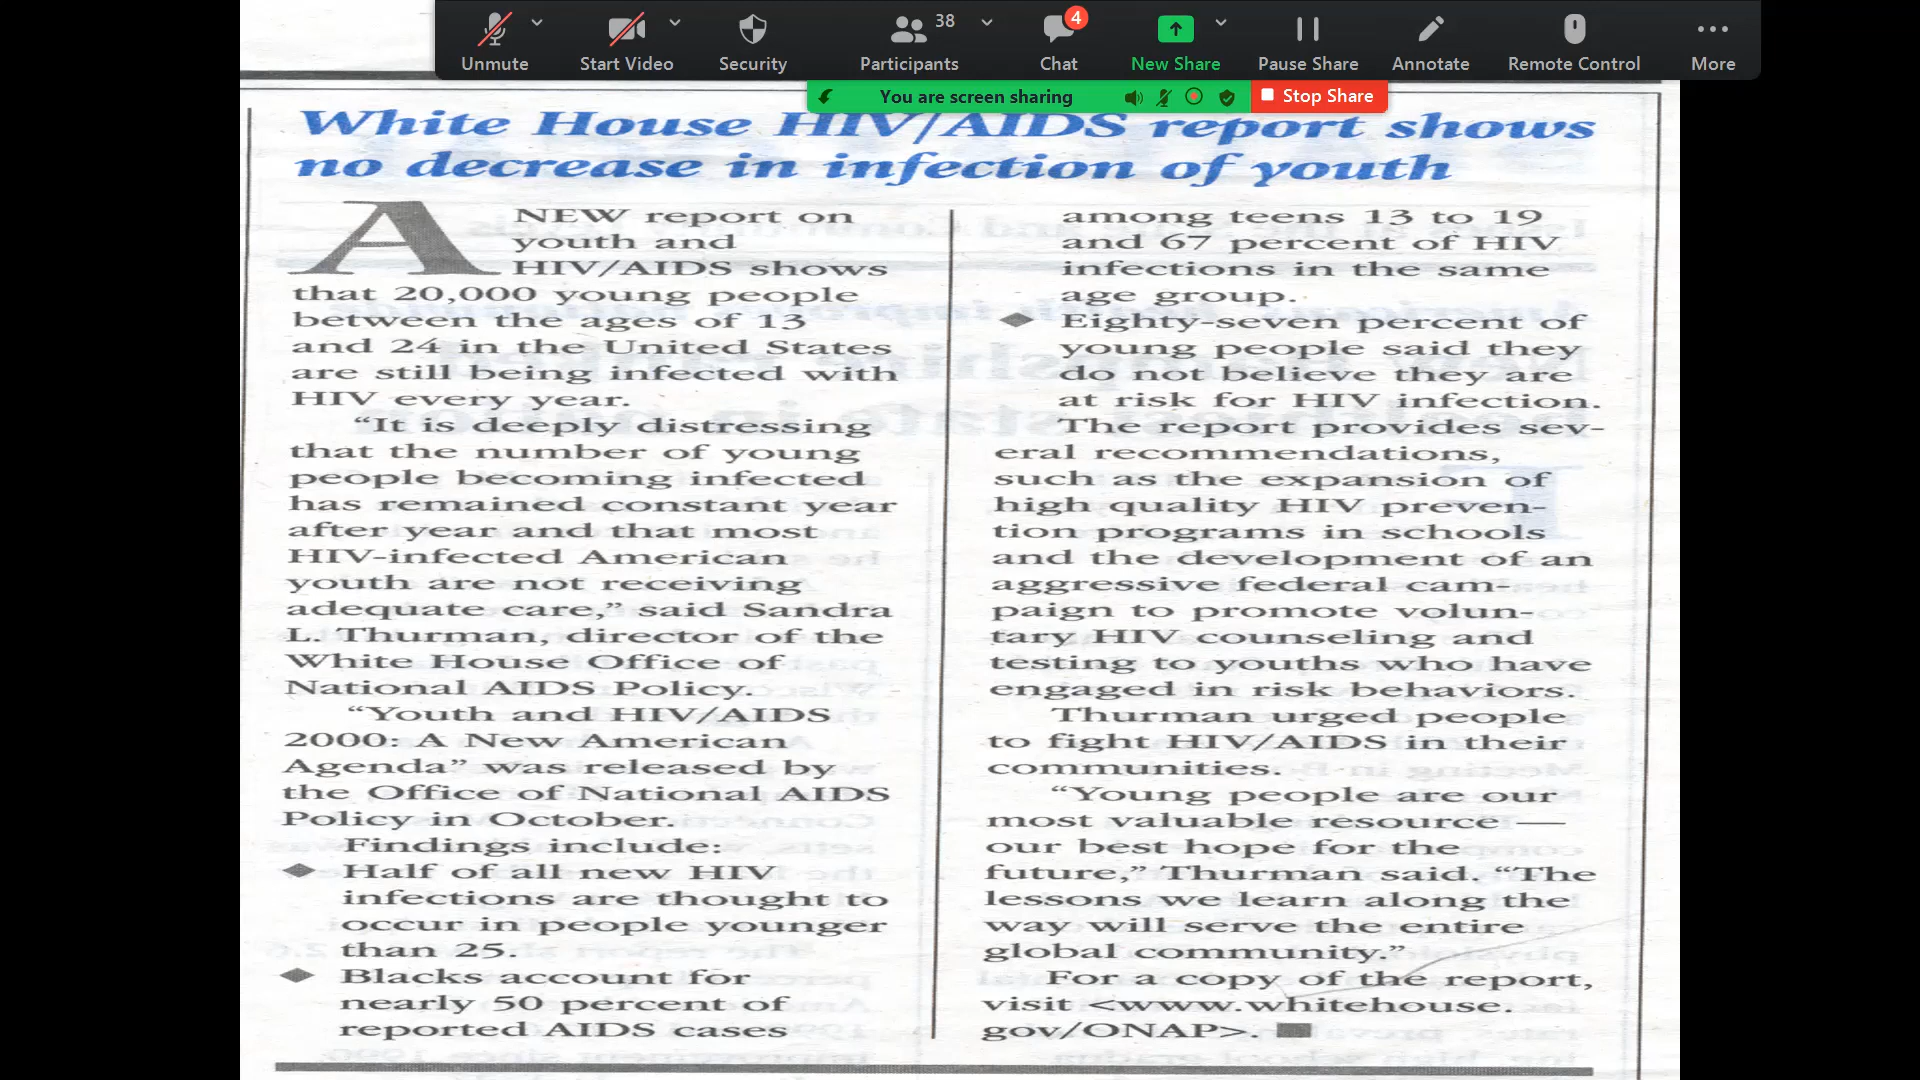 Unmute
Start Video
Security
38
Participants
4
Chat
New Share
Pause Share
Annotate
Remote Control
More
You are screen sharing
Stop Share
White House HIV/AIDS report shows
no decrease in infection of youth
A NEW report on
youth and
HIV/AIDS shows
that 20,000 young people
between the ages of 13
and 24 in the United States
are still being infected with
HIV every year.
“It is deeply distressing
that the number of young
people becoming infected
has remained constant year
after year and that most
HIV-infected American
youth are not receiving
adequate care,” said Sandra
L. Thurman, director of the
White House Office of
National AIDS Policy.
“Youth and HIV/AIDS
2000: A New American
Agenda” was released by
the Office of National AIDS
Policy in October.
Findings include:
◆ Half of all new HIV
infections are thought to
occur in people younger
than 25.
◆ Blacks account for
nearly 50 percent of
reported AIDS cases
among teens 13 to 19
and 67 percent of HIV
infections in the same
age group.
◆ Eighty-seven percent of
young people said they
do not believe they are
at risk for HIV infection.
The report provides sev-
eral recommendations,
such as the expansion of
high quality HIV preven-
tion programs in schools
and the development of an
aggressive federal cam-
paign to promote volun-
tary HIV counseling and
testing to youths who have
engaged in risk behaviors.
Thurman urged people
to fight HIV/AIDS in their
communities.
“Young people are our
most valuable resource —
our best hope for the
future,” Thurman said. “The
lessons we learn along the
way will serve the entire
global community.”
For a copy of the report,
visit <www.whitehouse.
gov/ONAP>. ■